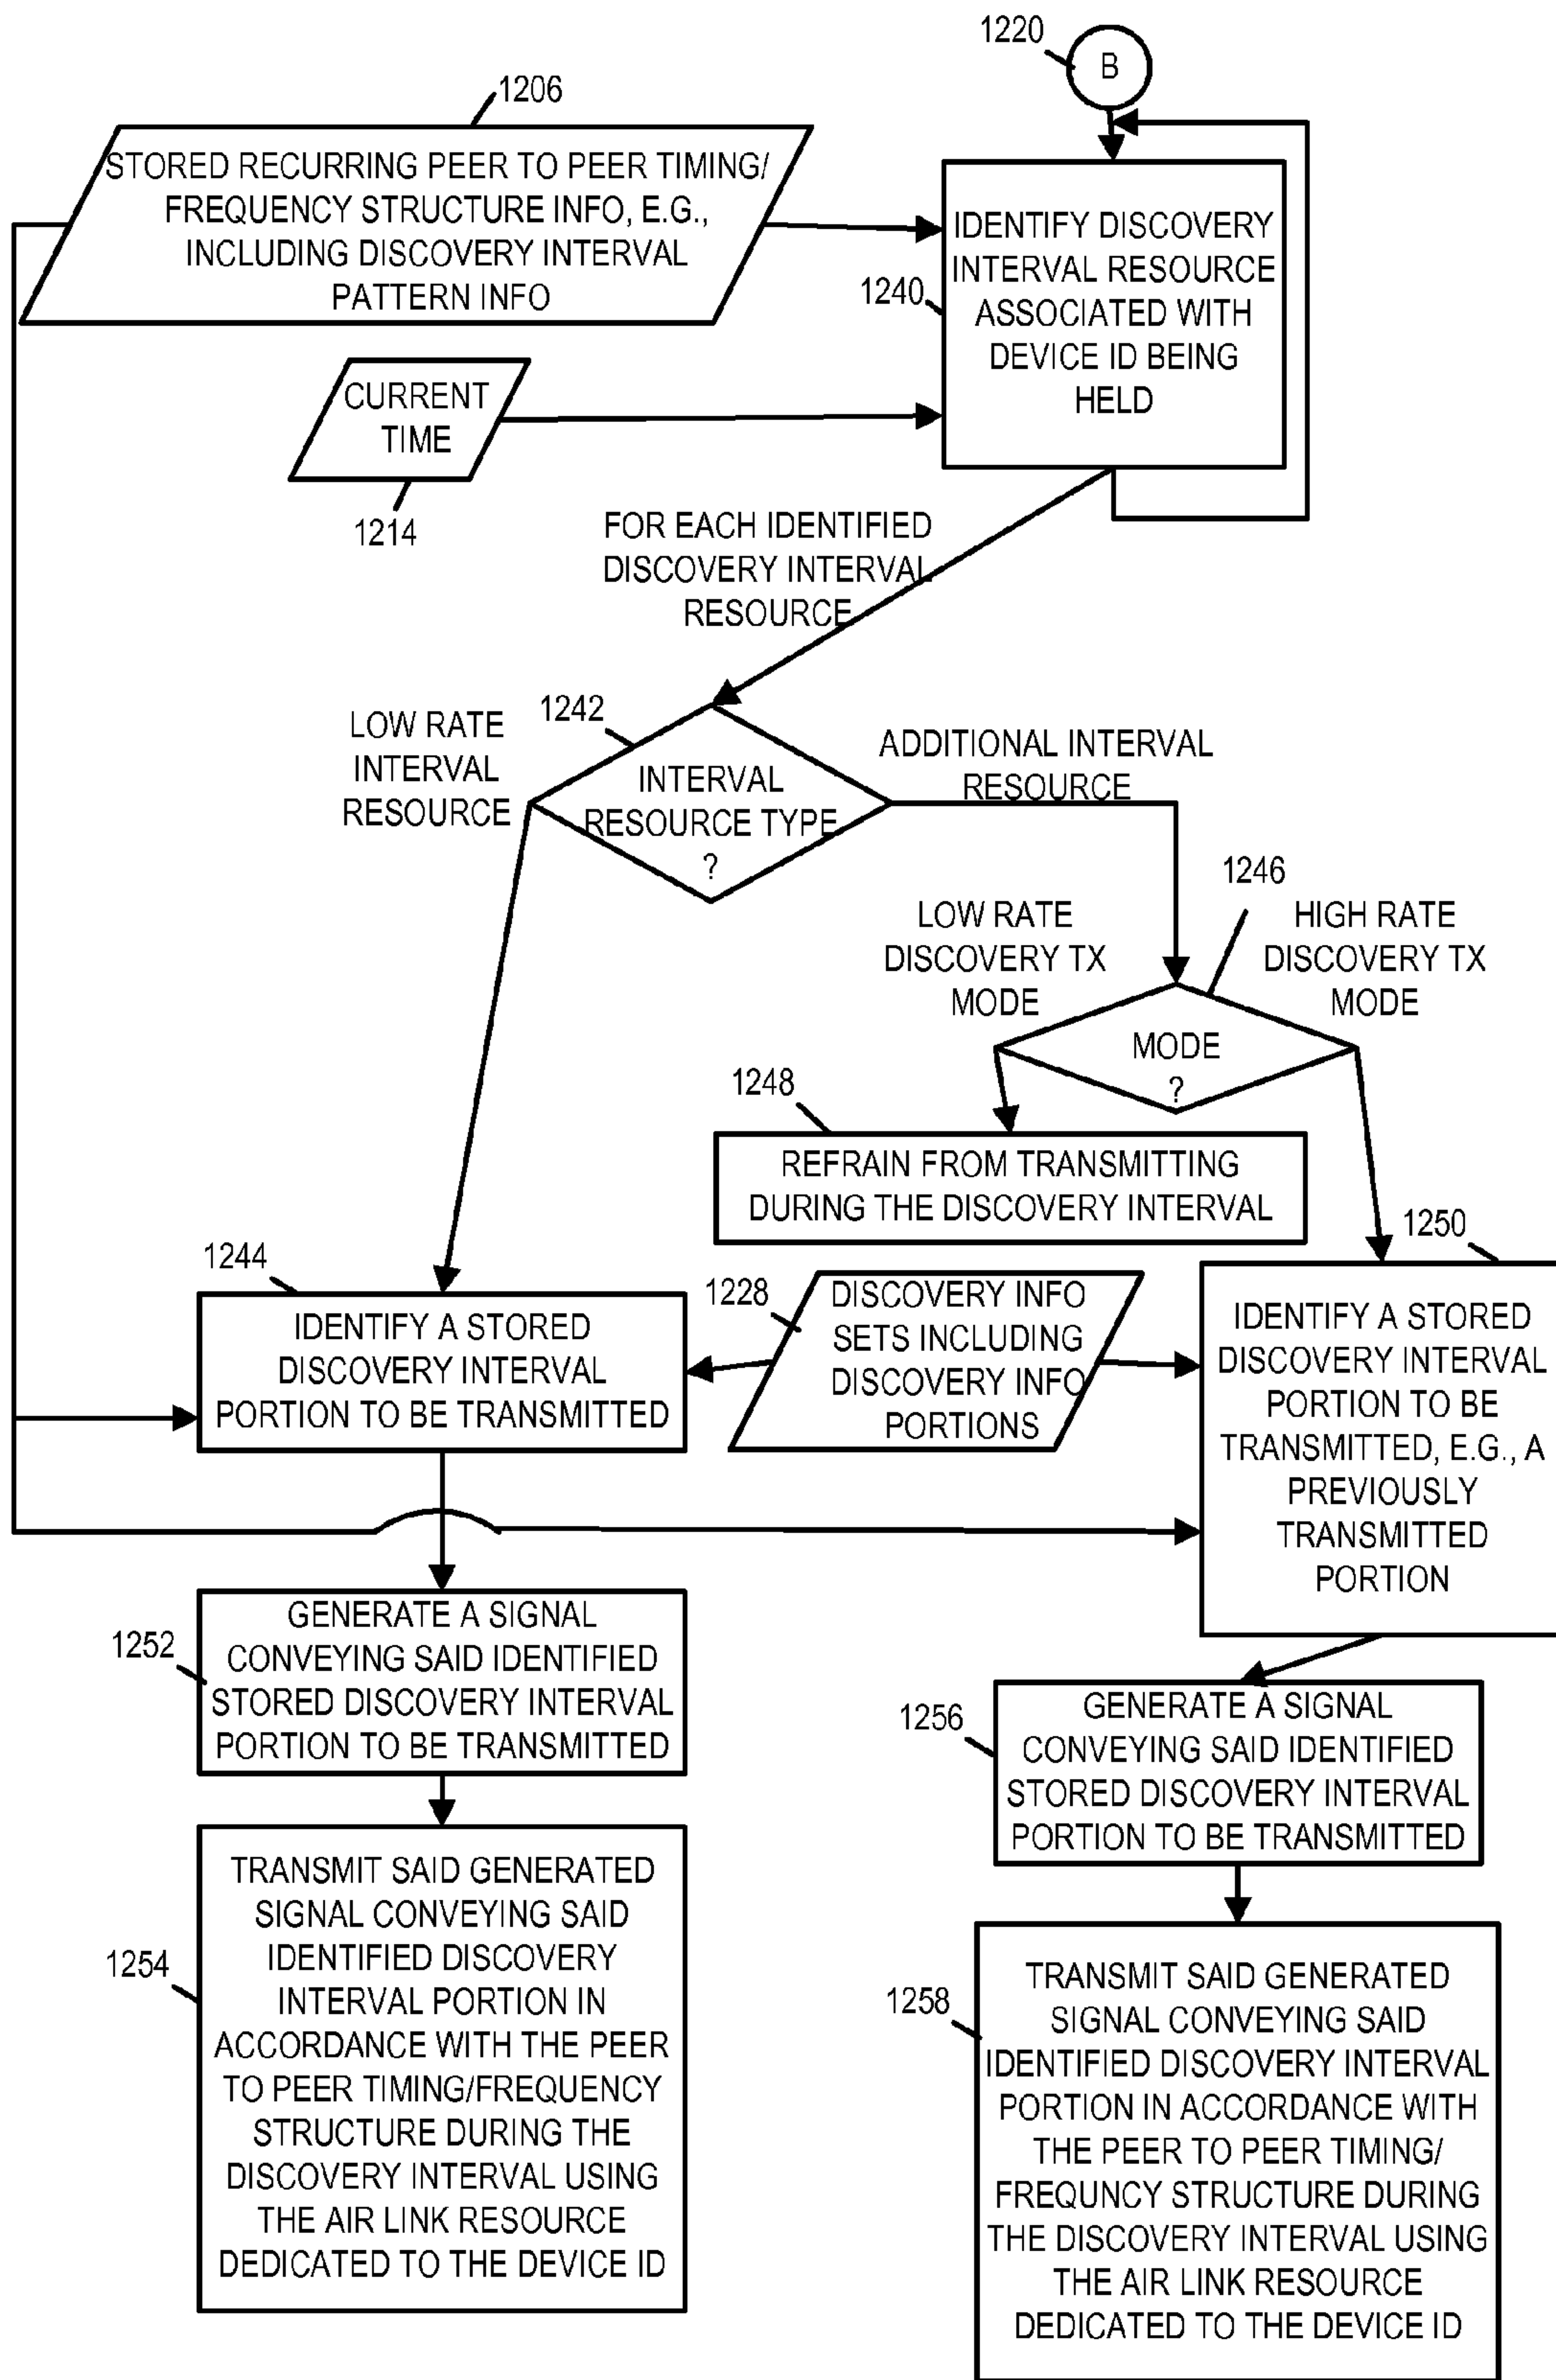 1220
B
1206
STORED RECURRING PEER TO PEER TIMING/
FREQUENCY STRUCTURE INFO, E.G.,
INCLUDING DISCOVERY INTERVAL
PATTERN INFO
IDENTIFY DISCOVERY
INTERVAL RESOURCE
ASSOCIATED WITH
DEVICE ID BEING
HELD
1240
CURRENT
TIME
1214
FOR EACH IDENTIFIED
DISCOVERY INTERVAL
RESOURCE
1242
LOW RATE
INTERVAL
RESOURCE
INTERVAL
RESOURCE TYPE
?
ADDITIONAL INTERVAL
RESOURCE
1246
LOW RATE
DISCOVERY TX
MODE
HIGH RATE
DISCOVERY TX
MODE
MODE
?
1248
REFRAIN FROM TRANSMITTING
DURING THE DISCOVERY INTERVAL
1244
IDENTIFY A STORED
DISCOVERY INTERVAL
PORTION TO BE TRANSMITTED
1228
DISCOVERY INFO
SETS INCLUDING
DISCOVERY INFO
PORTIONS
1250
IDENTIFY A STORED
DISCOVERY INTERVAL
PORTION TO BE
TRANSMITTED, E.G., A
PREVIOUSLY
TRANSMITTED
PORTION
1252
GENERATE A SIGNAL
CONVEYING SAID IDENTIFIED
STORED DISCOVERY INTERVAL
PORTION TO BE TRANSMITTED
1256
GENERATE A SIGNAL
CONVEYING SAID IDENTIFIED
STORED DISCOVERY INTERVAL
PORTION TO BE TRANSMITTED
1254
TRANSMIT SAID GENERATED
SIGNAL CONVEYING SAID
IDENTIFIED DISCOVERY
INTERVAL PORTION IN
ACCORDANCE WITH THE PEER
TO PEER TIMING/FREQUENCY
STRUCTURE DURING THE
DISCOVERY INTERVAL USING
THE AIR LINK RESOURCE
DEDICATED TO THE DEVICE ID
1258
TRANSMIT SAID GENERATED
SIGNAL CONVEYING SAID
IDENTIFIED DISCOVERY INTERVAL
PORTION IN ACCORDANCE WITH
THE PEER TO PEER TIMING/
FREQUNCY STRUCTURE DURING
THE DISCOVERY INTERVAL USING
THE AIR LINK RESOURCE
DEDICATED TO THE DEVICE ID